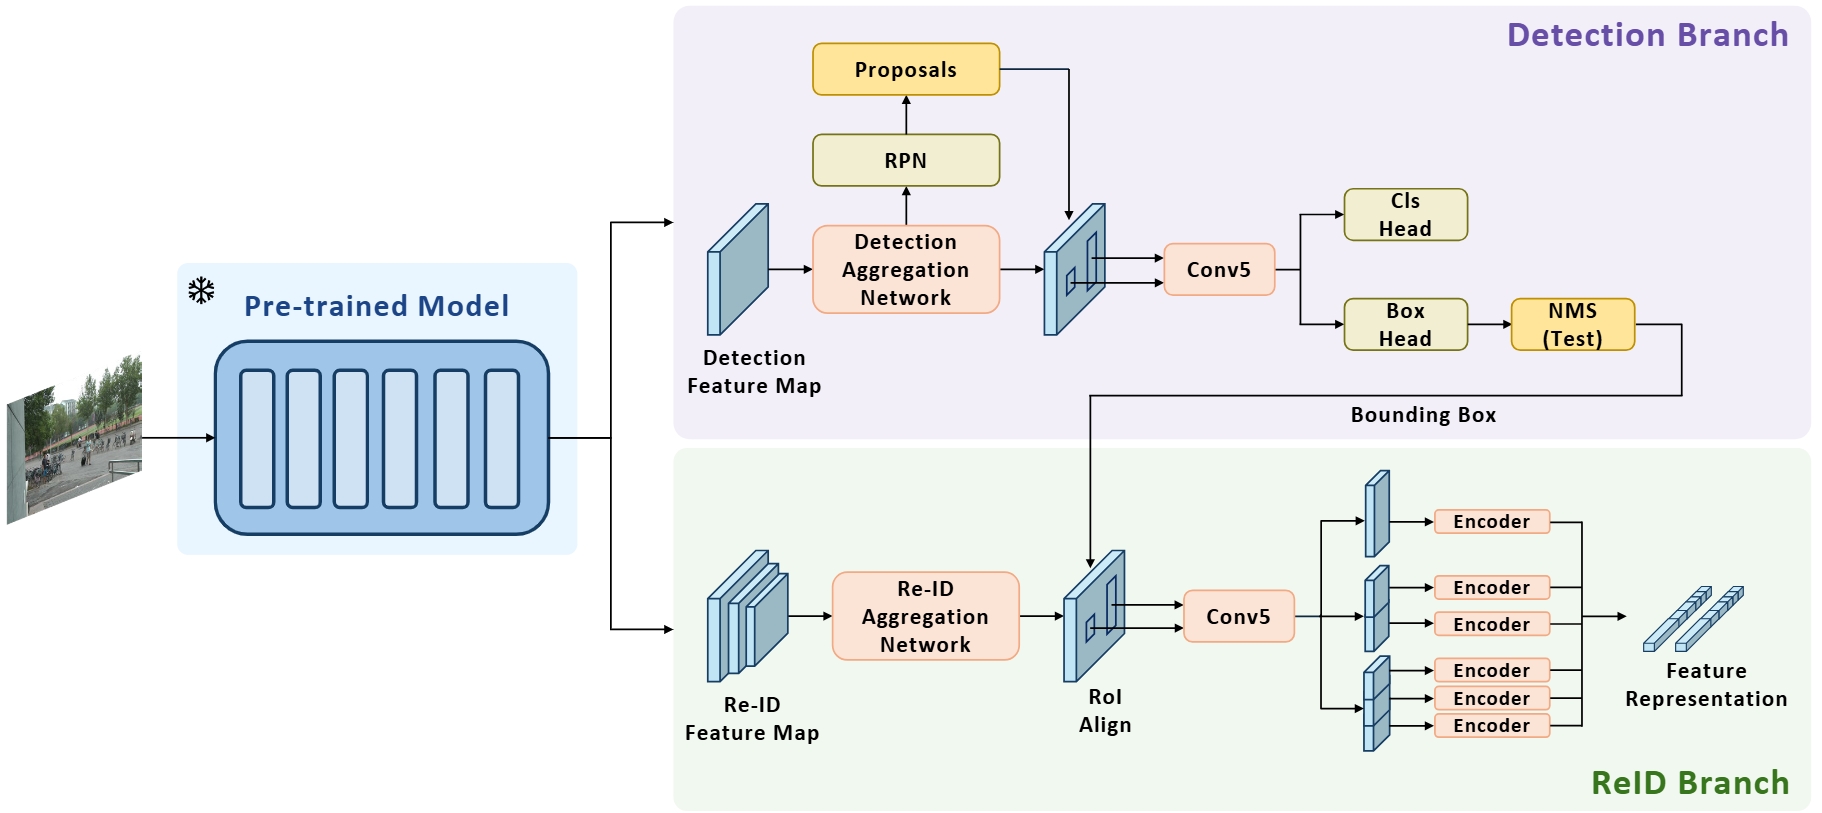 Detection Branch
Proposals
RPN
Detection
Aggregation
Network
Detection
Feature Map
Conv5
Cls
Head
Box
Head
NMS
(Test)
Bounding Box
Pre-trained Model
Re-ID
Feature Map
Re-ID
Aggregation
Network
RoI
Align
Conv5
Encoder
Encoder
Encoder
Encoder
Encoder
Encoder
Feature
Representation
ReID Branch